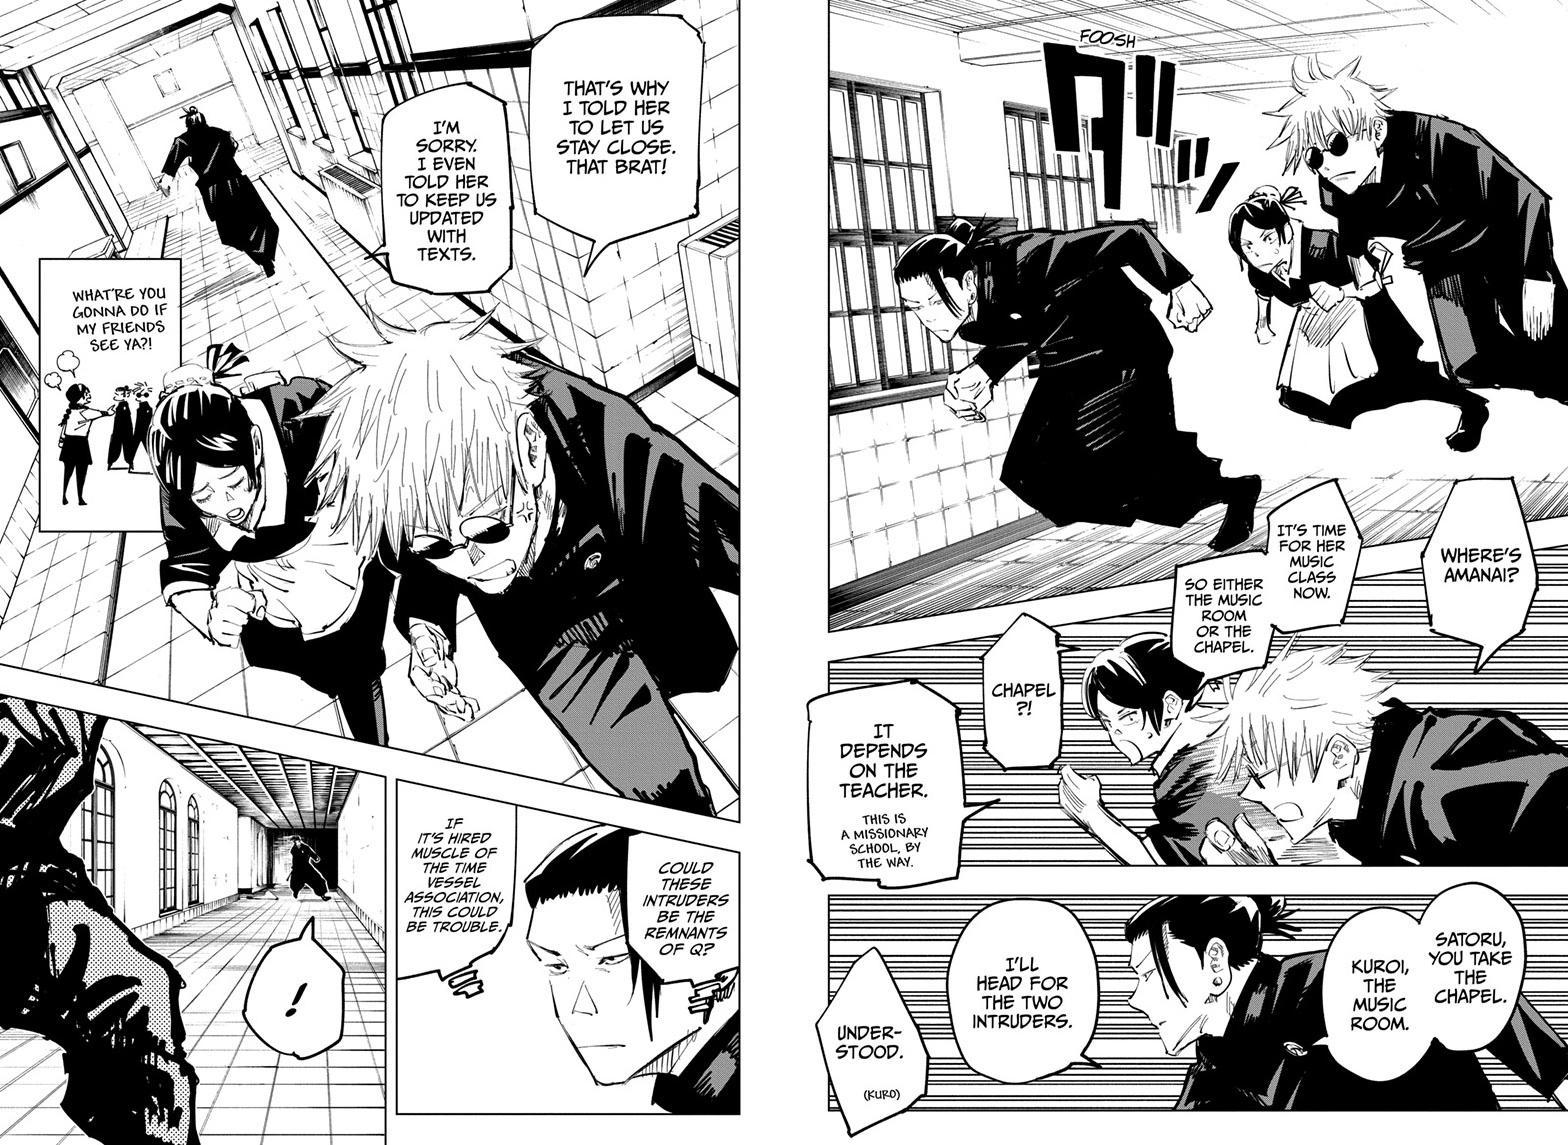 FOOSH
ダダッ
WHERE'S
AMANAI?
IT'S TIME
FOR HER
MUSIC
CLASS
NOW.
SO EITHER
THE MUSIC
ROOM
OR THE
CHAPEL.
CHAPEL
?!
IT
DEPENDS
ON THE
TEACHER.
THIS IS
A MISSIONARY
SCHOOL, BY
THE WAY.
SATORU,
YOU TAKE
THE
CHAPEL.
KUROI,
THE
MUSIC
ROOM.
I'LL
HEAD FOR
THE TWO
INTRUDERS.
UNDER-
STOOD.
(KURO)
THAT'S WHY
I TOLD HER
TO LET US
STAY CLOSE.
THAT BRAT!
I'M
SORRY.
I EVEN
TOLD HER
TO KEEP US
UPDATED
WITH
TEXTS.
WHAT'RE YOU
GONNA DO IF
MY FRIENDS
SEE YA?!
COULD
THESE
INTRUDERS
BE THE
REMNANTS
OF Q?
IF
IT'S HIRED
MUSCLE OF
THE TIME
VESSEL
ASSOCIATION,
THIS COULD
BE TROUBLE.
!